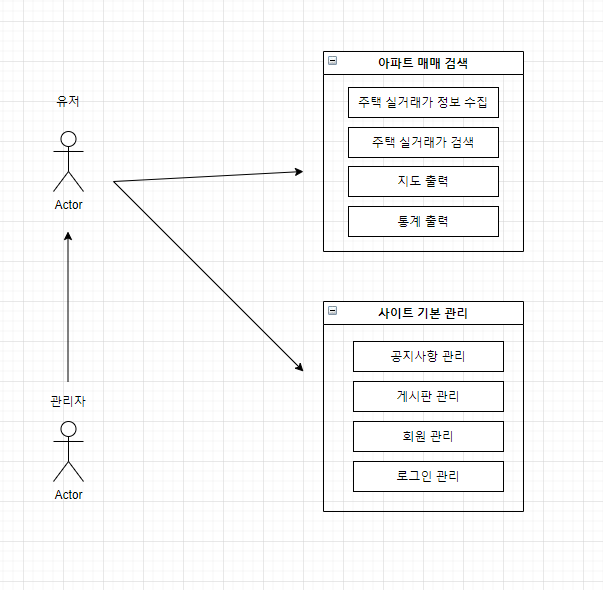 유저
Actor
관리자
Actor
아파트 매매 검색
주택 실거래가 정보 수집
주택 실거래가 검색
지도 출력
통계 출력
사이트 기본 관리
공지사항 관리
게시판 관리
회원 관리
로그인 관리